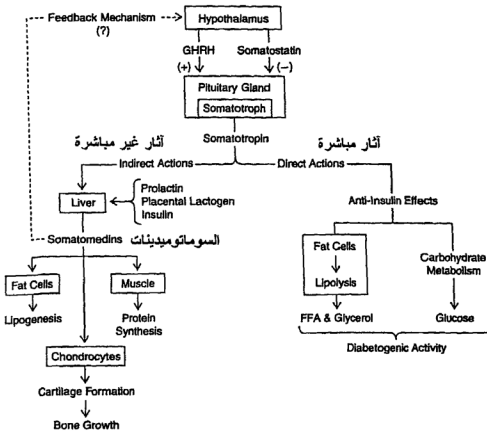 Feedback Mechanism
(?)
Hypothalamus
GHRH
Somatostatin
(+)
(−)
Pituitary Gland
Somatotroph
Somatotropin
آثار غير مباشرة
آثار مباشرة
Indirect Actions
Direct Actions
Liver
Prolactin
Placental Lactogen
Insulin
Anti-Insulin Effects
Somatomedins
السوماتوميدينات
Fat Cells
Muscle
Lipogenesis
Protein
Synthesis
Fat Cells
Lipolysis
Carbohydrate
Metabolism
FFA & Glycerol
Glucose
Diabetogenic Activity
Chondrocytes
Cartilage Formation
Bone Growth